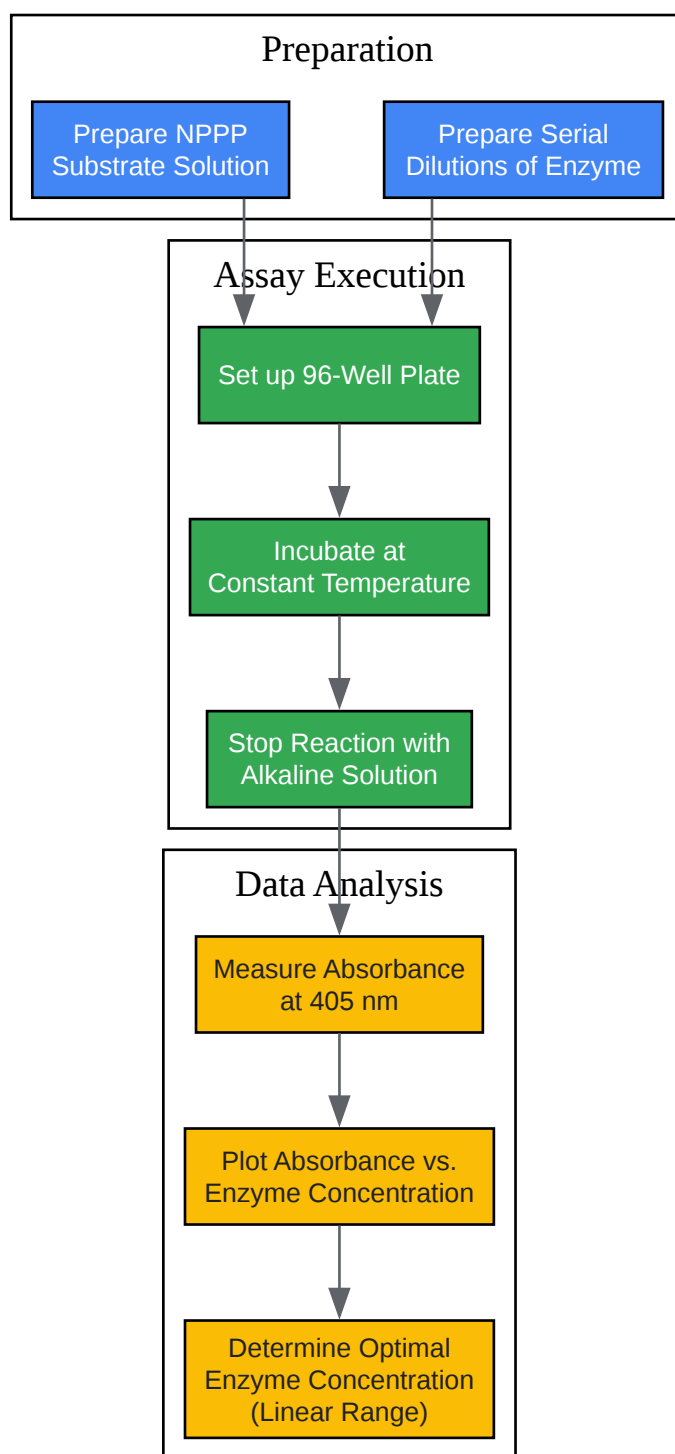 Preparation
Prepare NPPP
Substrate Solution
Prepare Serial
Dilutions of Enzyme
Assay Execution
Set up 96-Well Plate
Incubate at
Constant Temperature
Stop Reaction with
Alkaline Solution
Data Analysis
Measure Absorbance
at 405 nm
Plot Absorbance vs.
Enzyme Concentration
Determine Optimal
Enzyme Concentration
(Linear Range)